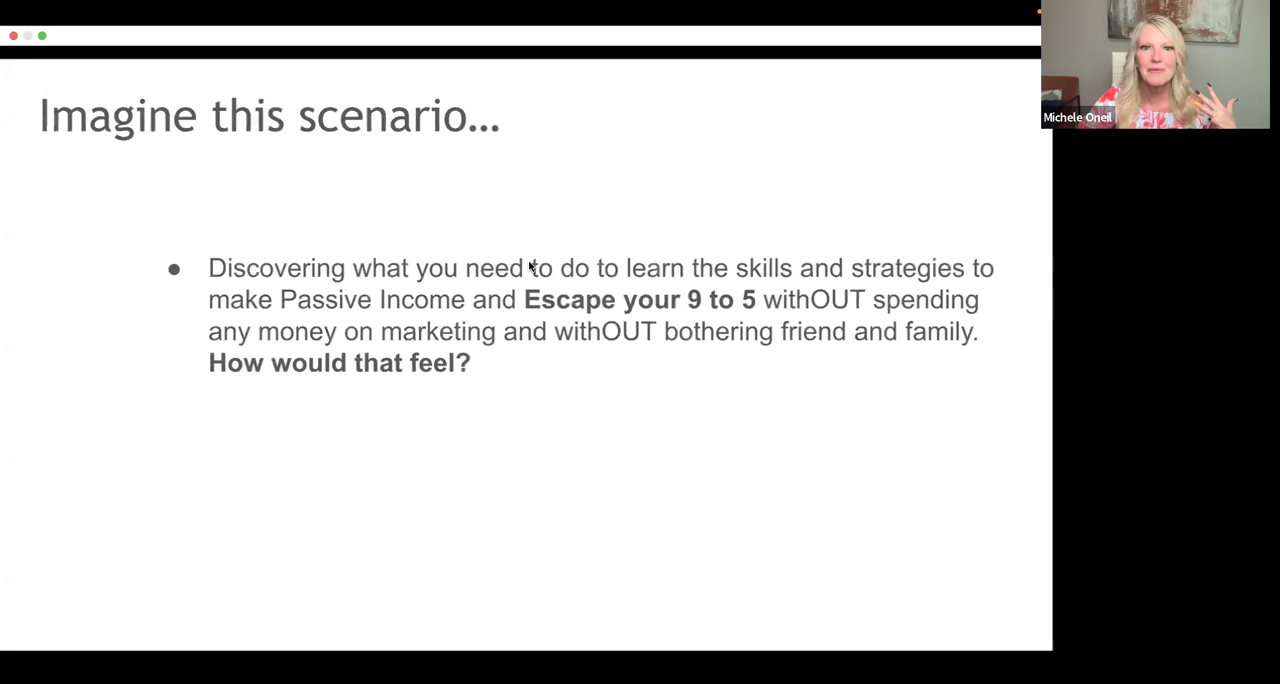 Imagine this scenario...
● Discovering what you need to do to learn the skills and strategies to
make Passive Income and Escape your 9 to 5 withOUT spending
any money on marketing and withOUT bothering friend and family.
How would that feel?
Michele Oneil